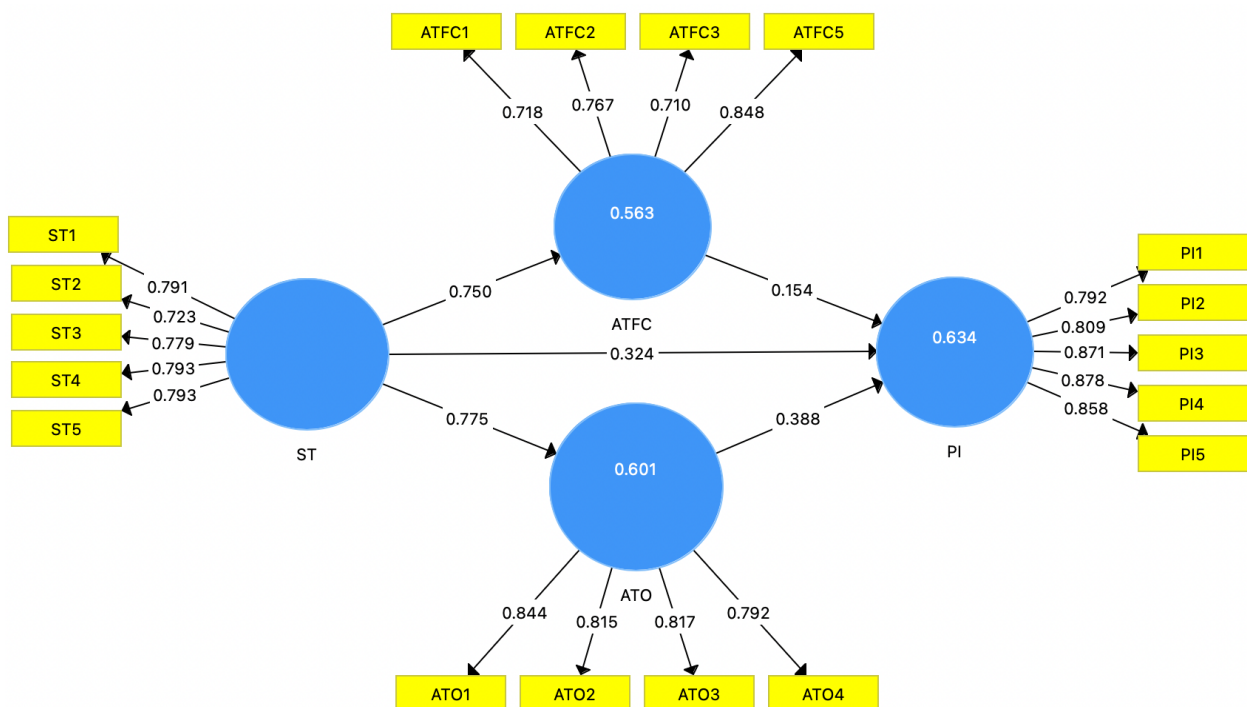 ATFC1 ATFC2 ATFC3 ATFC5
0.718 0.767 0.710 0.848
0.563
ATFC
ST1
ST2
ST3
ST4
ST5
0.791
0.723
0.779
0.793
0.793
ST
0.750
0.324
0.775
0.154
0.388
0.634
PI
0.792
0.809
0.871
0.878
0.858
PI1
PI2
PI3
PI4
PI5
0.601
ATO
0.844 0.815 0.817 0.792
ATO1 ATO2 ATO3 ATO4